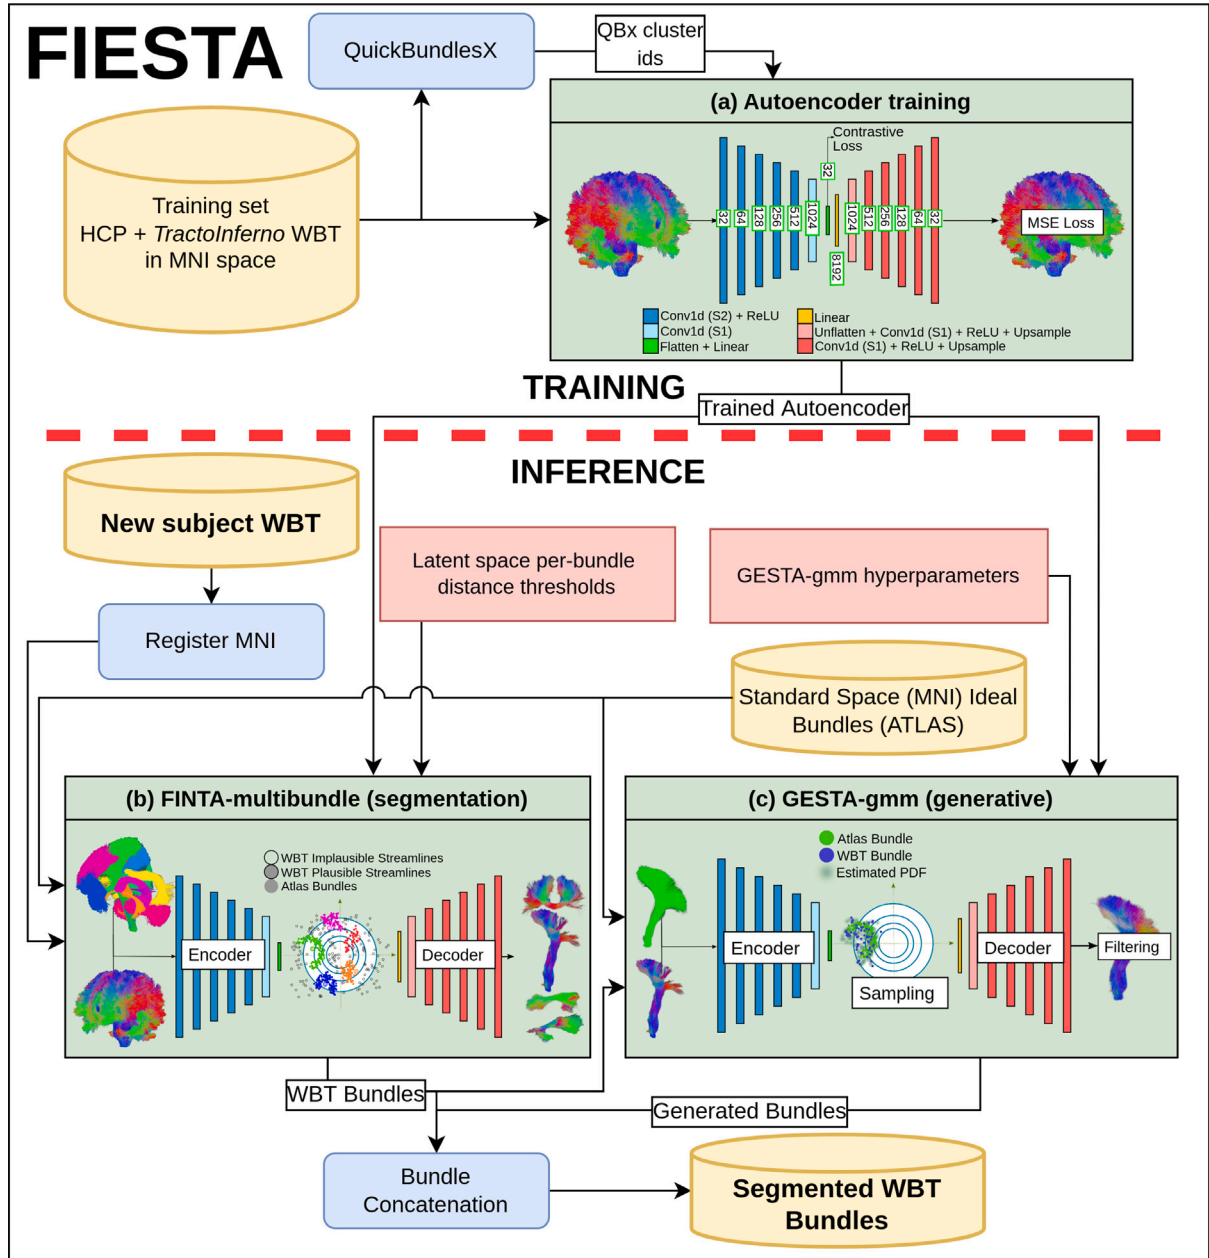 FIESTA
QuickBundlesX
QBx cluster
ids
Training set
HCP + TractoInferno WBT
in MNI space
(a) Autoencoder training
Contrastive
Loss
32
64
128
256
512
1024
32
8192
1024
512
256
128
64
32
MSE Loss
Conv1d (S2) + ReLU
Conv1d (S1)
Flatten + Linear
Linear
Unflatten + Conv1d (S1) + ReLU + Upsample
Conv1d (S1) + ReLU + Upsample
TRAINING
Trained Autoencoder
INFERENCE
New subject WBT
Register MNI
Latent space per-bundle
distance thresholds
GESTA-gmm hyperparameters
Standard Space (MNI) Ideal
Bundles (ATLAS)
(b) FINTA-multibundle (segmentation)
WBT Implausible Streamlines
WBT Plausible Streamlines
Atlas Bundles
Encoder
Decoder
(c) GESTA-gmm (generative)
Atlas Bundle
WBT Bundle
Estimated PDF
Encoder
Sampling
Decoder
Filtering
WBT Bundles
Generated Bundles
Bundle
Concatenation
Segmented WBT
Bundles